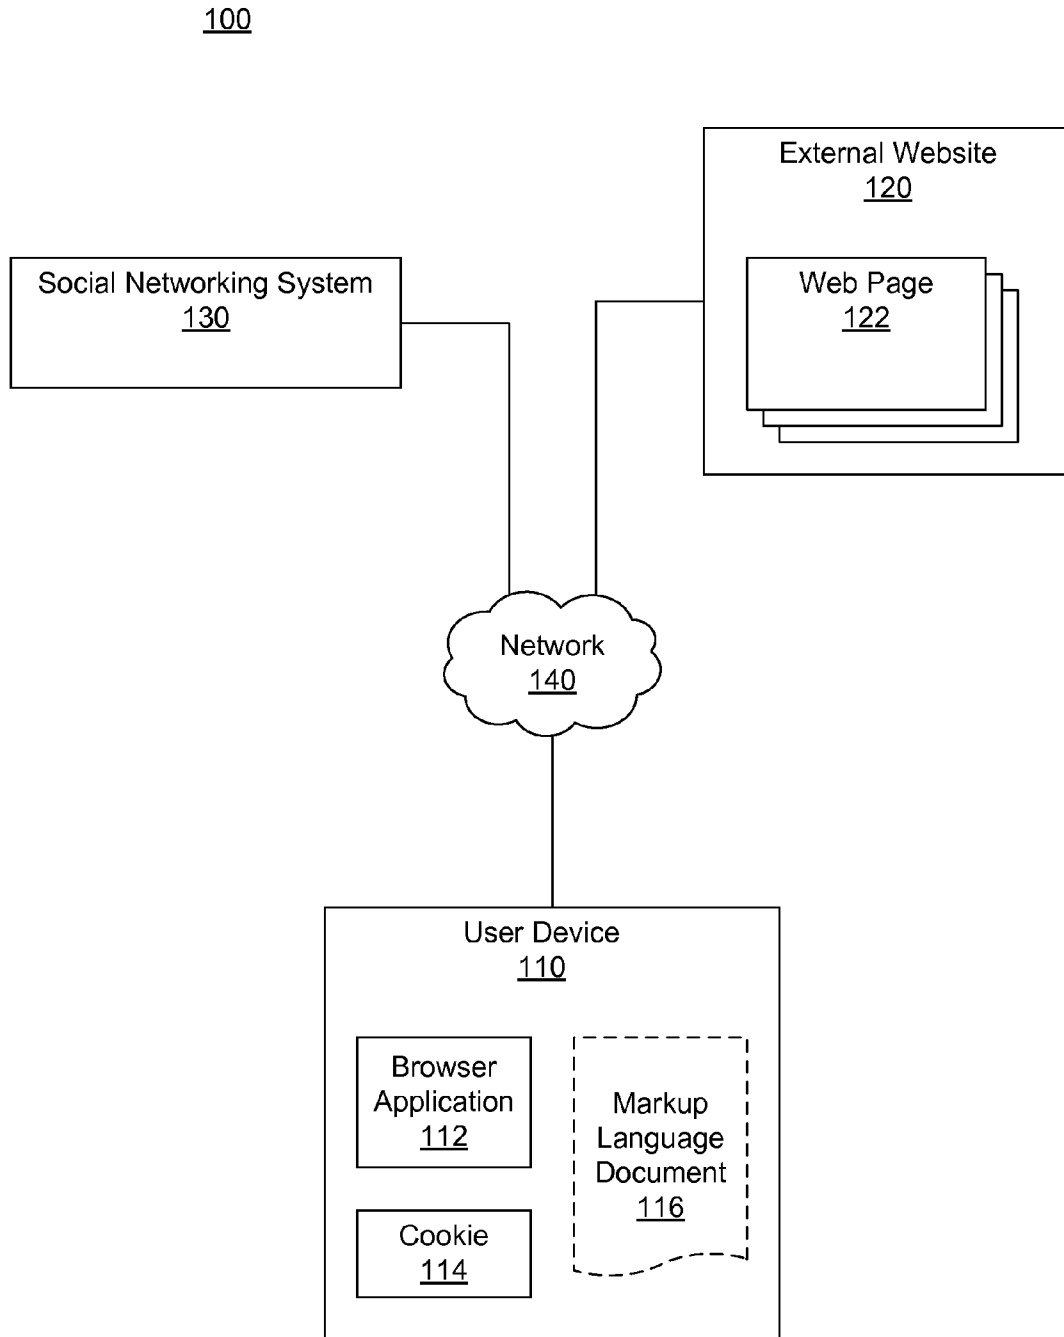 100
External Website
120
Social Networking System
130
Web Page
122
Network
140
User Device
110
Browser
Application
112
Markup
Language
Document
116
Cookie
114